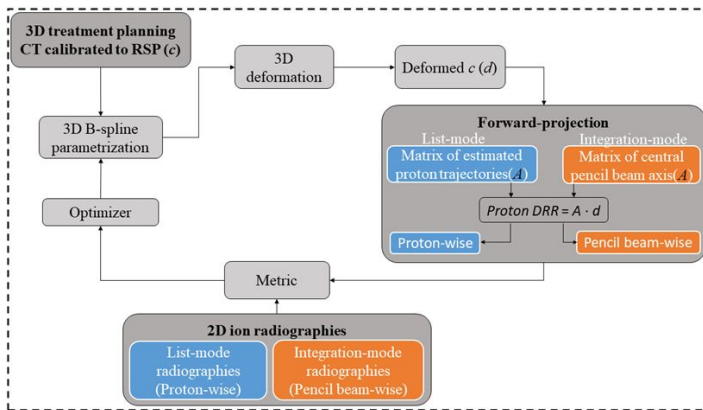 3D treatment planning
CT calibrated to RSP (c)
3D
deformation
Deformed c (d)
3D B-spline
parametrization
Forward-projection
List-mode
Integration-mode
Matrix of estimated
proton trajectories(A)
Matrix of central
pencil beam axis(A)
Proton DRR = A · d
Proton-wise
Pencil beam-wise
Optimizer
Metric
2D ion radiographies
List-mode
radiographies
(Proton-wise)
Integration-mode
radiographies
(Pencil beam-wise)